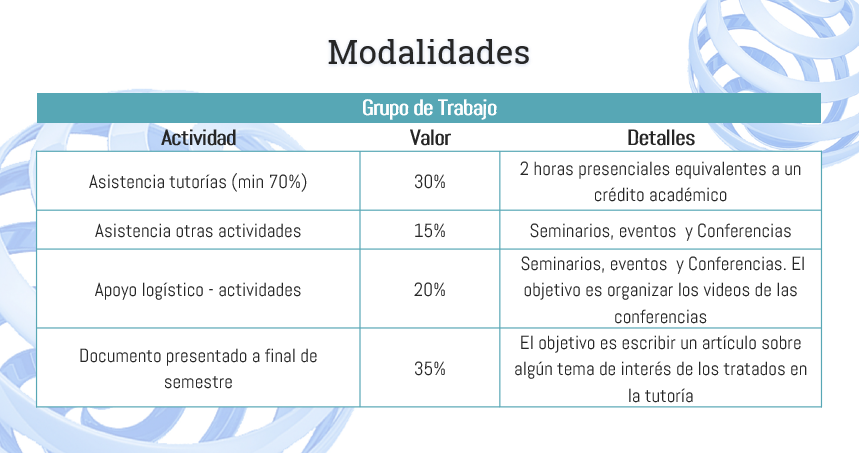 Modalidades
Grupo de Trabajo
Actividad Valor Detalles
Asistencia tutorías (min 70%) 30% 2 horas presenciales equivalentes a un
crédito académico
Asistencia otras actividades 15% Seminarios, eventos y Conferencias
Apoyo logístico - actividades 20% Seminarios, eventos y Conferencias. El
objetivo es organizar los videos de las
conferencias
Documento presentado a final de
semestre
35%
El objetivo es escribir un artículo sobre
algún tema de interés de los tratados en
la tutoría